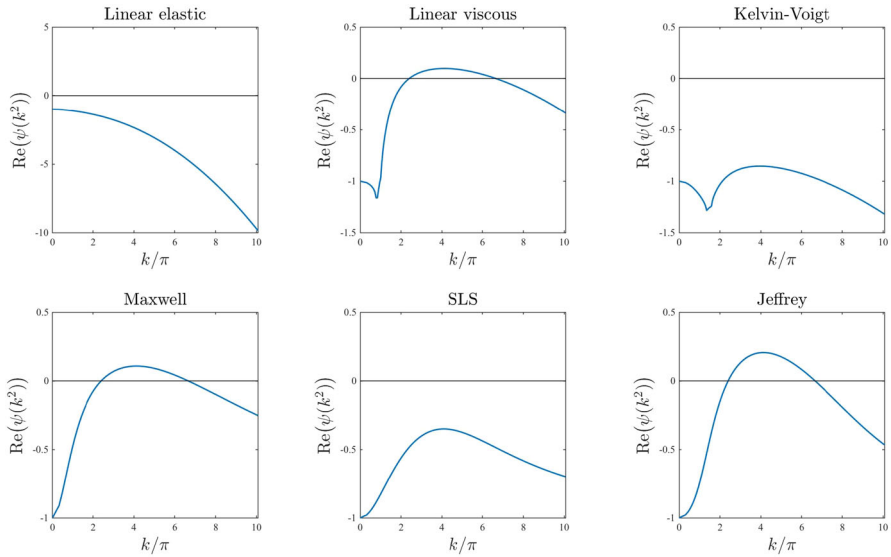 Linear elastic
5
0
-5
-10
0 2 4 6 8 10
Re(ψ(k²))
k/π
Linear viscous
0.5
0
-0.5
-1
-1.5
0 2 4 6 8 10
Re(ψ(k²))
k/π
Kelvin-Voigt
0.5
0
-0.5
-1
-1.5
0 2 4 6 8 10
Re(ψ(k²))
k/π
Maxwell
0.5
0
-0.5
-1
0 2 4 6 8 10
Re(ψ(k²))
k/π
SLS
0.5
0
-0.5
-1
0 2 4 6 8 10
Re(ψ(k²))
k/π
Jeffrey
0.5
0
-0.5
-1
0 2 4 6 8 10
Re(ψ(k²))
k/π